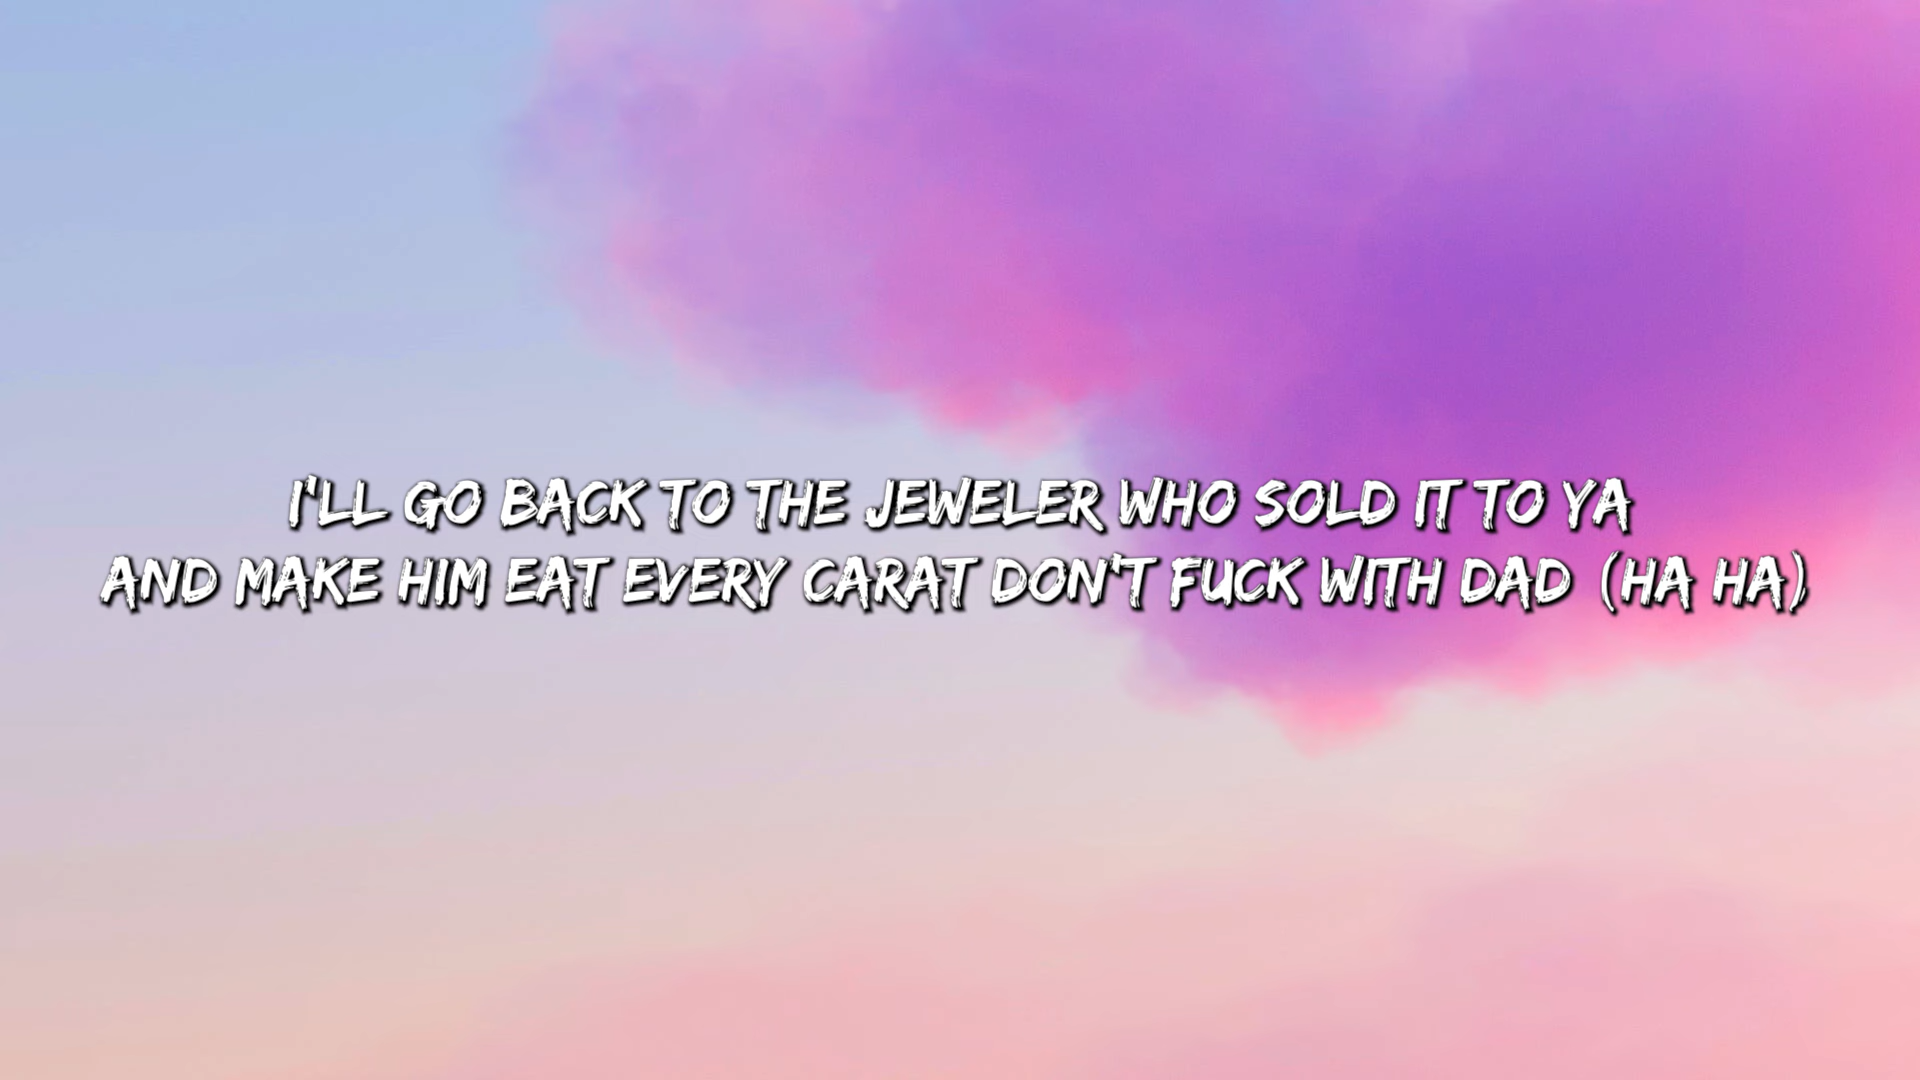 I'LL GO BACK TO THE JEWELER WHO SOLD IT TO YA
AND MAKE HIM EAT EVERY CARAT DON'T FUCK WITH DAD (HA HA)